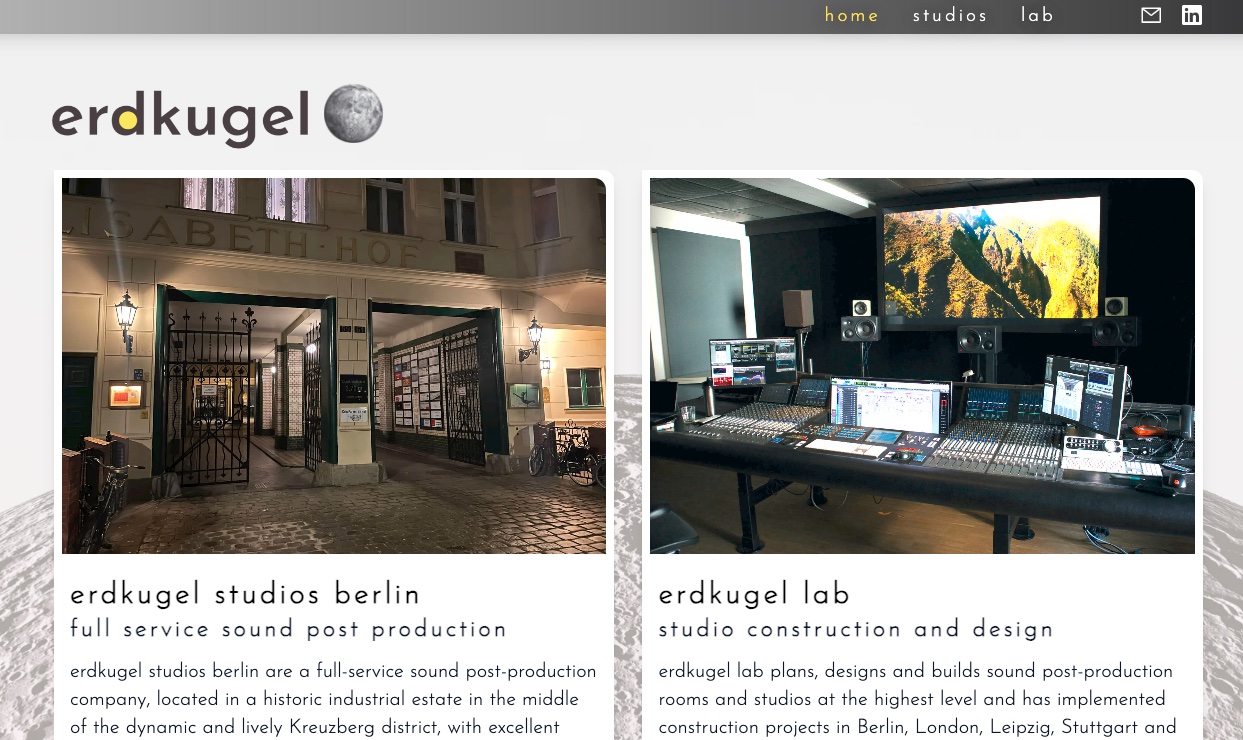 home studios lab
erdkugel
LISABETH·HOF
erdkugel studios berlin
full service sound post production
erdkugel studios berlin are a full-service sound post-production
company, located in a historic industrial estate in the middle
of the dynamic and lively Kreuzberg district, with excellent
erdkugel lab
studio construction and design
erdkugel lab plans, designs and builds sound post-production
rooms and studios at the highest level and has implemented
construction projects in Berlin, London, Leipzig, Stuttgart and